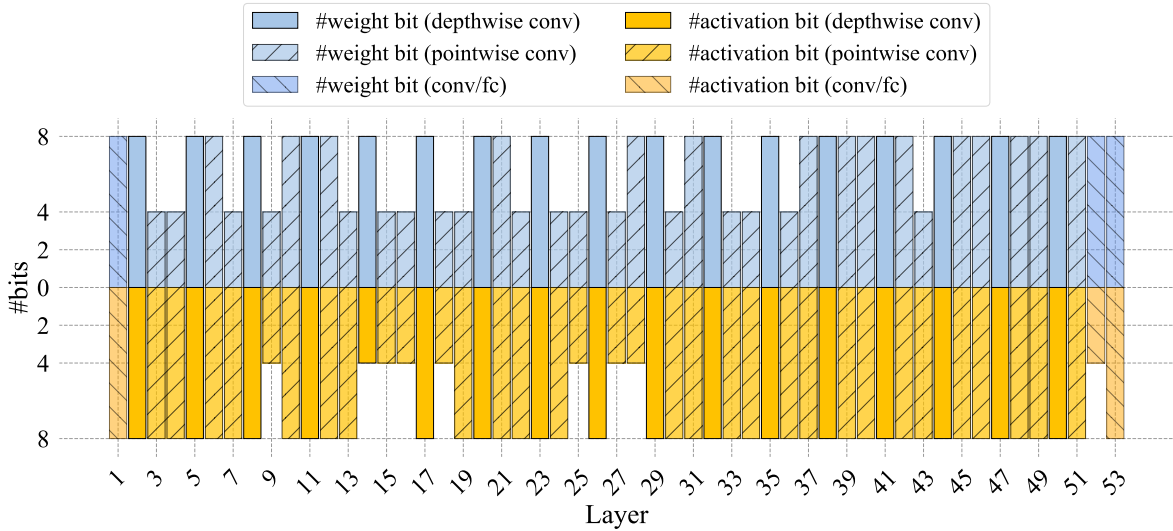 #weight bit (depthwise conv) #activation bit (depthwise conv)
#weight bit (pointwise conv) #activation bit (pointwise conv)
#weight bit (conv/fc) #activation bit (conv/fc)
8
4
2
0
2
4
8
#bits
1 3 5 7 9 11 13 15 17 19 21 23 25 27 29 31 33 35 37 39 41 43 45 47 49 51 53
Layer